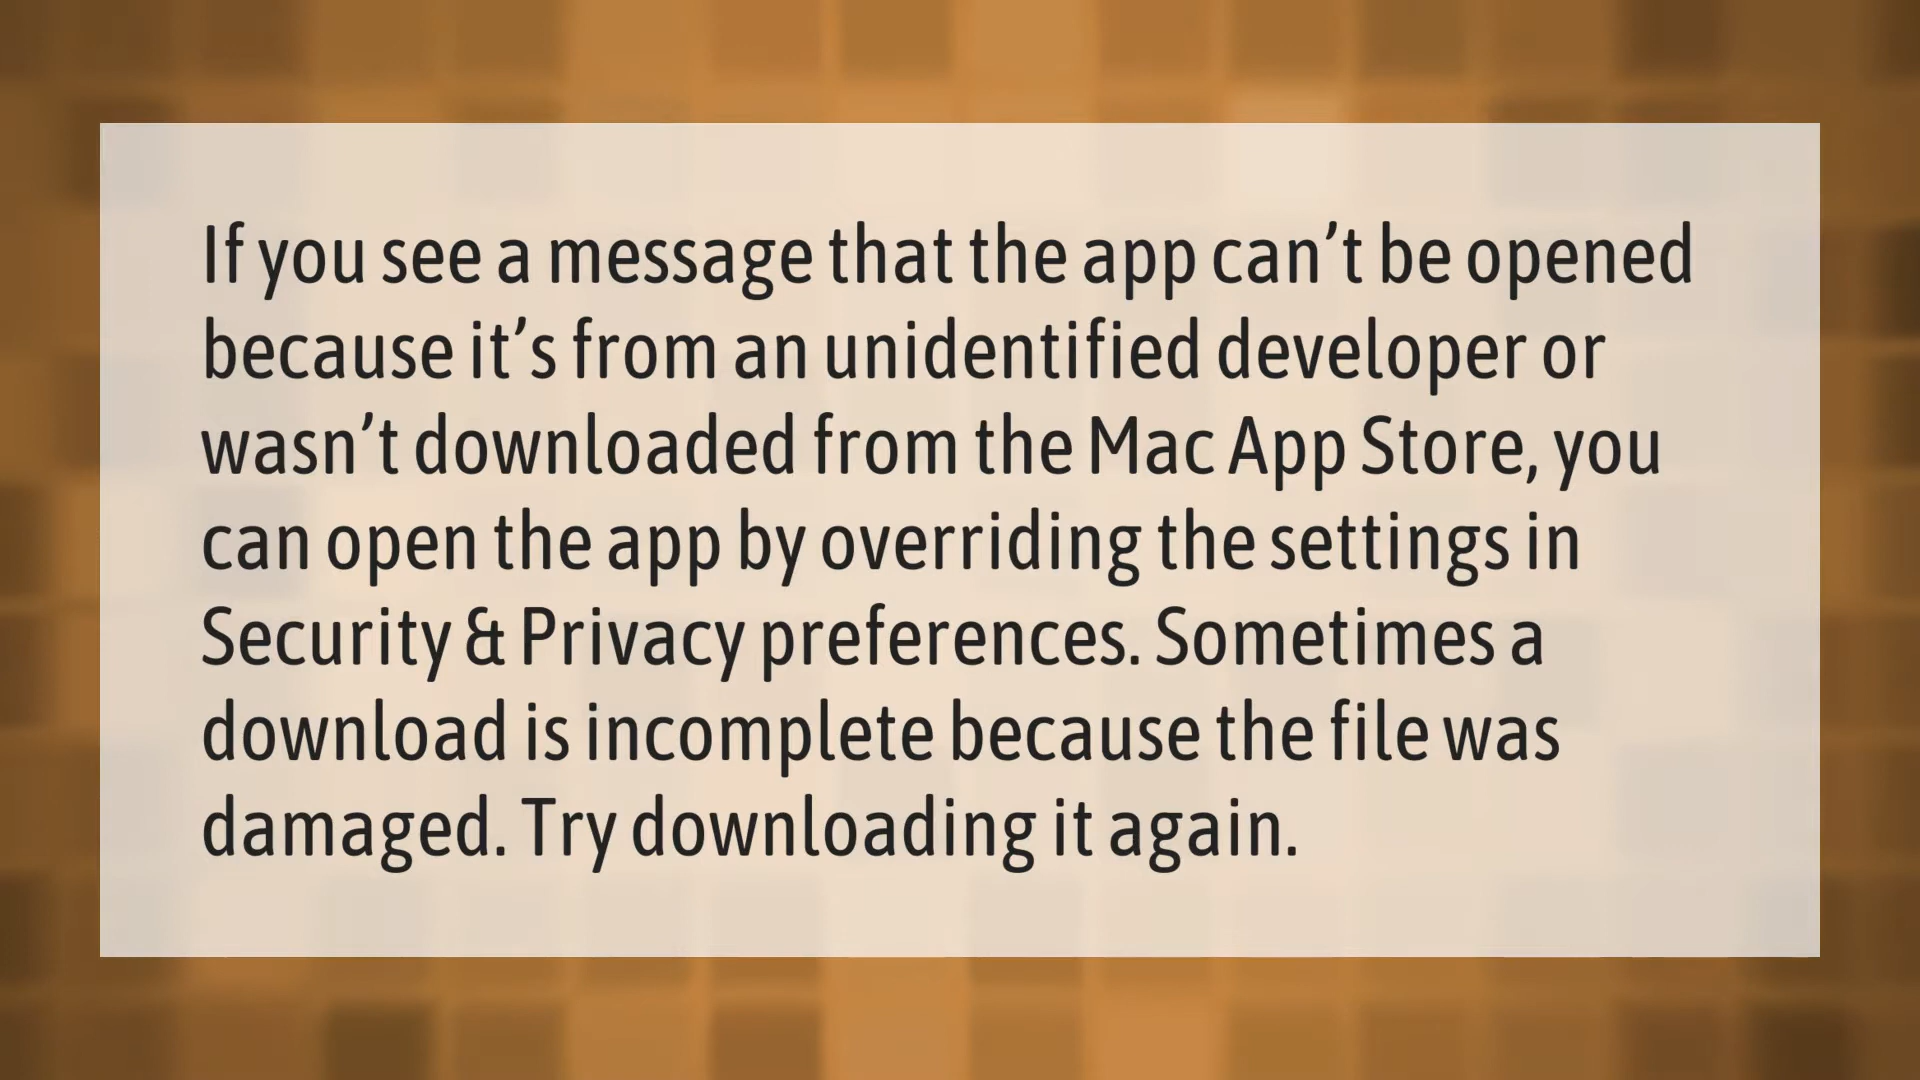 If you see a message that the app can’t be opened
because it’s from an unidentified developer or
wasn’t downloaded from the Mac App Store, you
can open the app by overriding the settings in
Security & Privacy preferences. Sometimes a
download is incomplete because the file was
damaged. Try downloading it again.